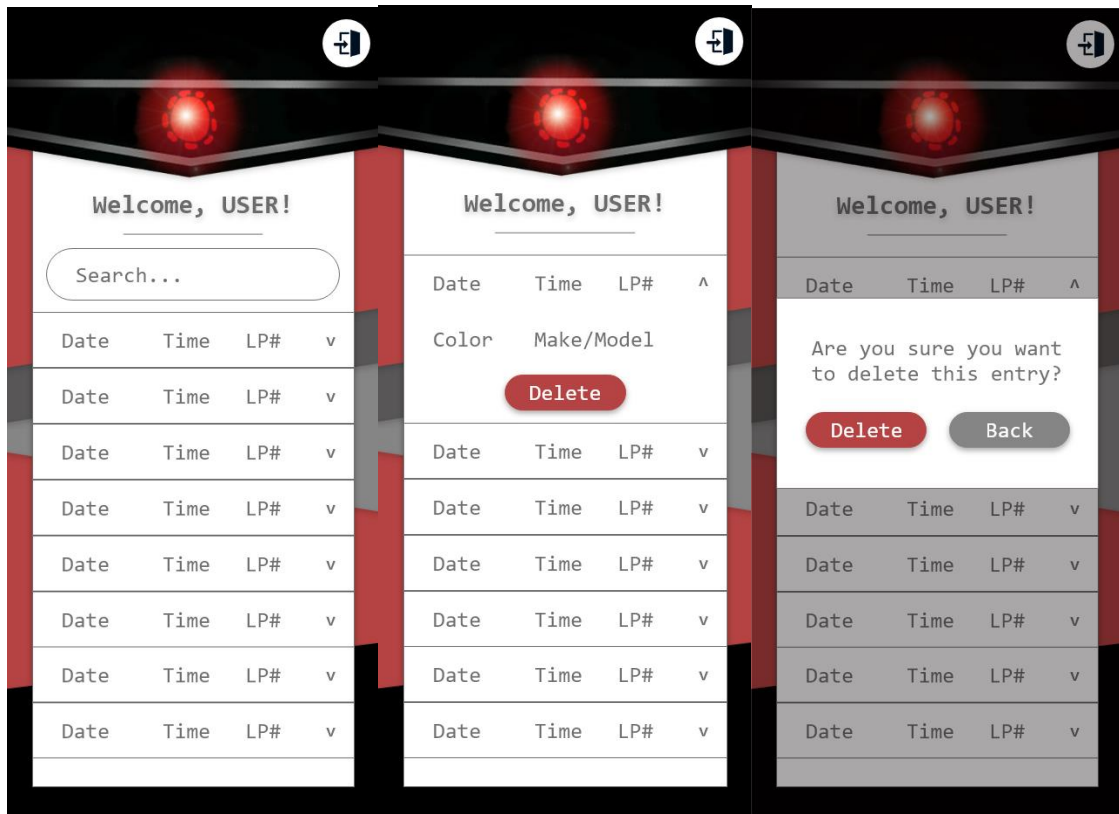 Welcome, USER!
Search...
Date Time LP# v
Date Time LP# v
Date Time LP# v
Date Time LP# v
Date Time LP# v
Date Time LP# v
Date Time LP# v
Date Time LP# v
Welcome, USER!
Date Time LP# ^
Color Make/Model
Delete
Date Time LP# v
Date Time LP# v
Date Time LP# v
Date Time LP# v
Date Time LP# v
Date Time LP# v
Welcome, USER!
Date Time LP# ^
Are you sure you want
to delete this entry?
Delete Back
Date Time LP# v
Date Time LP# v
Date Time LP# v
Date Time LP# v
Date Time LP# v